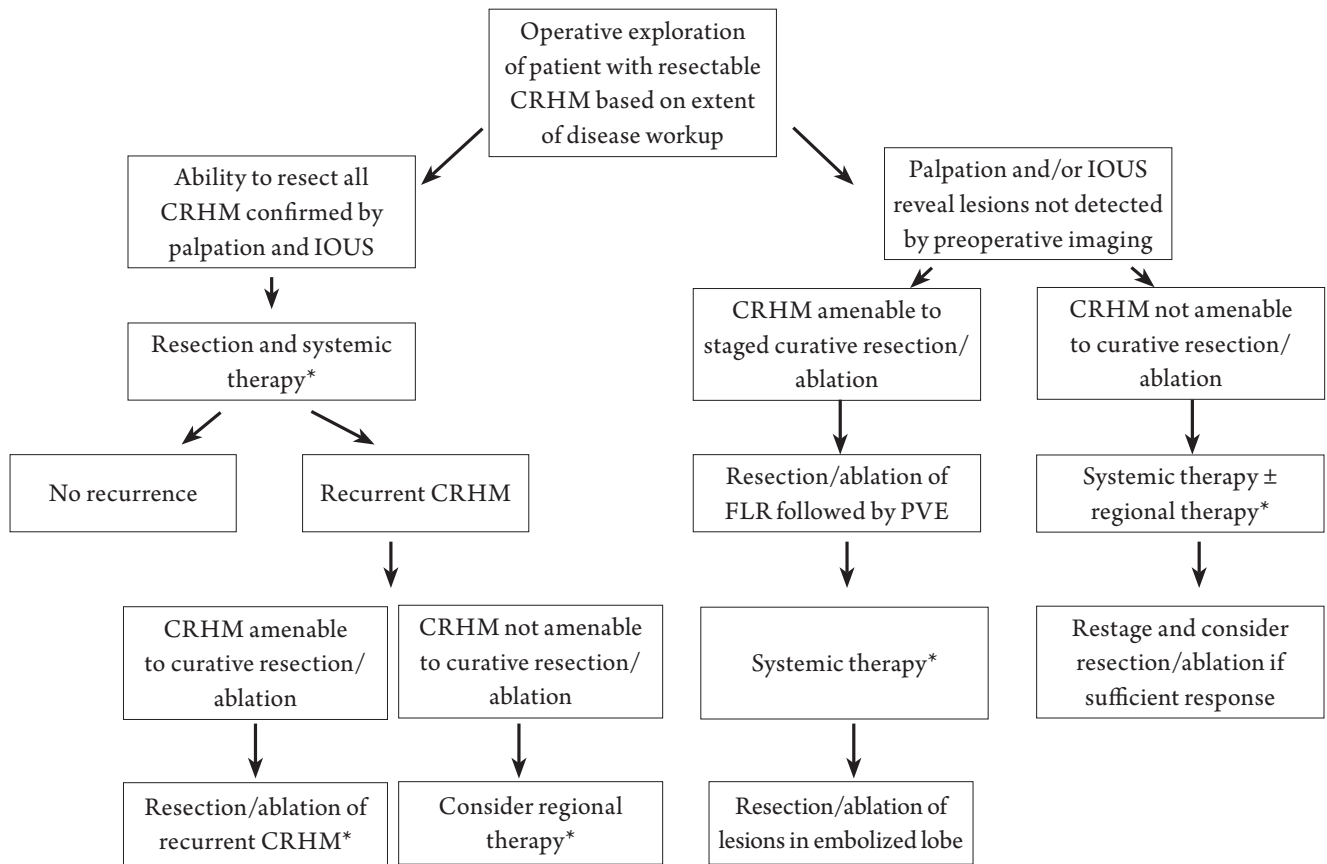 Operative exploration
of patient with resectable
CRHM based on extent
of disease workup
Ability to resect all
CRHM confirmed by
palpation and IOUS
Palpation and/or IOUS
reveal lesions not detected
by preoperative imaging
Resection and systemic
therapy*
CRHM amenable to
staged curative resection/
ablation
CRHM not amenable
to curative resection/
ablation
No recurrence
Recurrent CRHM
Resection/ablation of
FLR followed by PVE
Systemic therapy ±
regional therapy*
CRHM amenable
to curative resection/
ablation
CRHM not amenable
to curative resection/
ablation
Systemic therapy*
Restage and consider
resection/ablation if
sufficient response
Resection/ablation of
recurrent CRHM*
Consider regional
therapy*
Resection/ablation of
lesions in embolized lobe